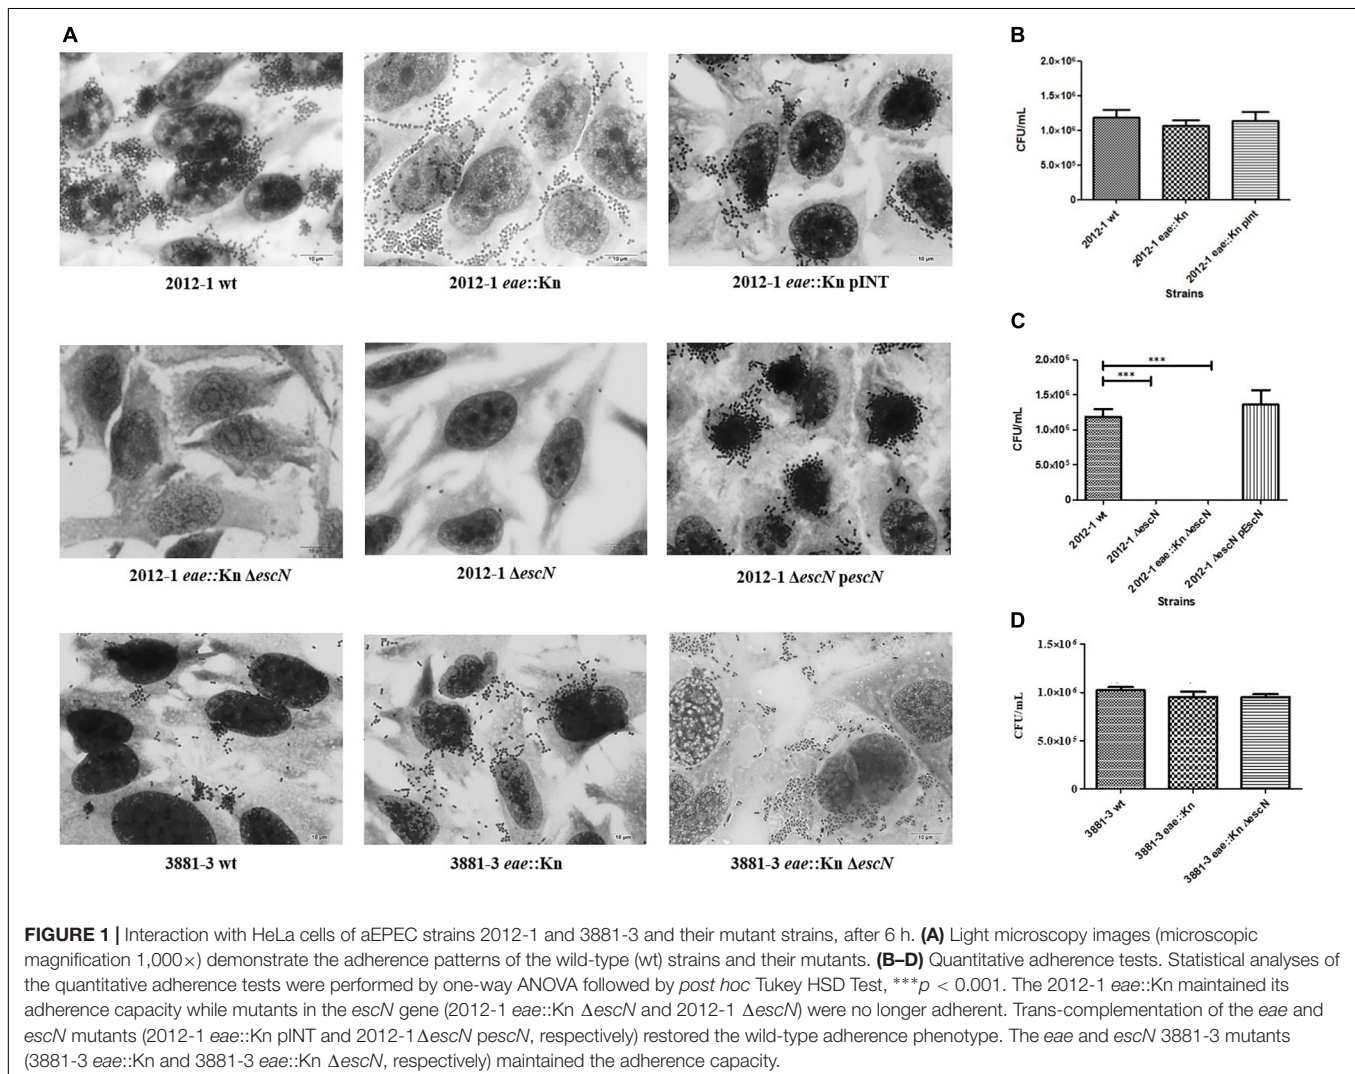 A
10 µm
10 µm
10 µm
2012-1 wt
2012-1 eae::Kn
2012-1 eae::Kn pINT
10 µm
10 µm
10 µm
2012-1 eae::Kn ΔescN
2012-1 ΔescN
2012-1 ΔescN pescN
10 µm
10 µm
10 µm
3881-3 wt
3881-3 eae::Kn
3881-3 eae::Kn ΔescN
B
2.0×10⁶
1.5×10⁶
1.0×10⁶
5.0×10⁵
0
CFU/mL
2012-1 wt
2012-1 eae::Kn
2012-1 eae::Kn pInt
Strains
C
2.0×10⁶
1.5×10⁶
1.0×10⁶
5.0×10⁵
0
CFU/mL
***
***
2012-1 wt
2012-1 ΔescN
2012-1 eae::Kn ΔescN
2012-1 ΔescN pEscN
Strains
D
1.5×10⁶
1.0×10⁶
5.0×10⁵
0
CFU/mL
3881-3 wt
3881-3 eae::Kn
3881-3 eae::Kn ΔescN
FIGURE 1 | Interaction with HeLa cells of aEPEC strains 2012-1 and 3881-3 and their mutant strains, after 6 h. (A) Light microscopy images (microscopic
magnification 1,000×) demonstrate the adherence patterns of the wild-type (wt) strains and their mutants. (B–D) Quantitative adherence tests. Statistical analyses of
the quantitative adherence tests were performed by one-way ANOVA followed by post hoc Tukey HSD Test, ***p < 0.001. The 2012-1 eae::Kn maintained its
adherence capacity while mutants in the escN gene (2012-1 eae::Kn ΔescN and 2012-1 ΔescN) were no longer adherent. Trans-complementation of the eae and
escN mutants (2012-1 eae::Kn pINT and 2012-1ΔescN pescN, respectively) restored the wild-type adherence phenotype. The eae and escN 3881-3 mutants
(3881-3 eae::Kn and 3881-3 eae::Kn ΔescN, respectively) maintained the adherence capacity.